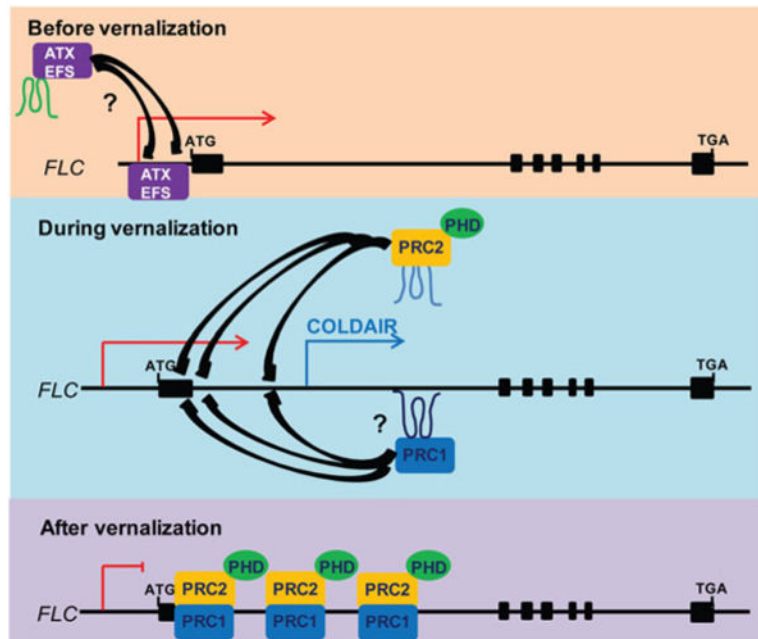 Before vernalization
ATX
EFS
?
ATG
TGA
FLC
ATX
EFS
During vernalization
PHD
PRC2
COLDAIR
ATG
TGA
FLC
?
PRC1
After vernalization
PHD PHD PHD
ATG PRC2 PRC2 PRC2 TGA
FLC PRC1 PRC1 PRC1